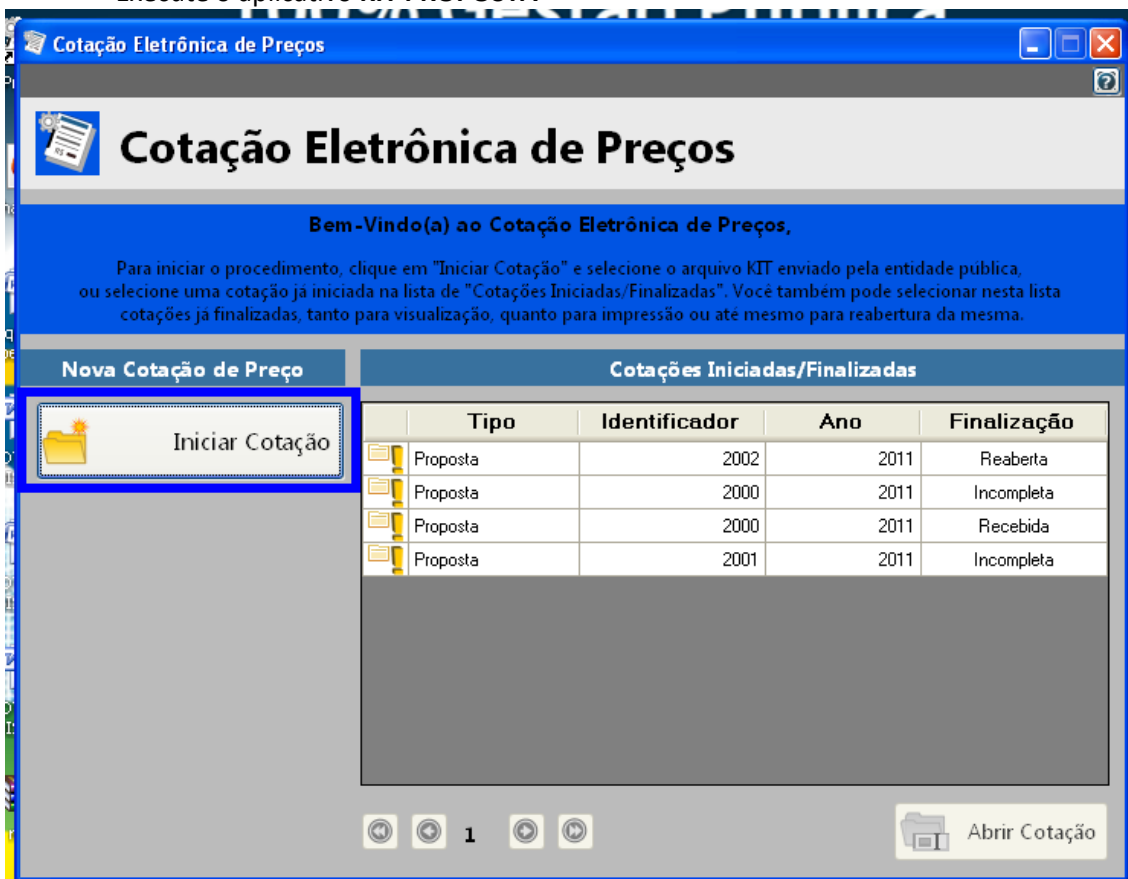 Execute o aplicativo
100% Gestão Pública
Cotação Eletrônica de Preços
Cotação Eletrônica de Preços
Bem-Vindo(a) ao Cotação Eletrônica de Preços,
Para iniciar o procedimento, clique em "Iniciar Cotação" e selecione o arquivo KIT enviado pela entidade pública,
ou selecione uma cotação já iniciada na lista de "Cotações Iniciadas/Finalizadas". Você também pode selecionar nesta lista
cotações já finalizadas, tanto para visualização, quanto para impressão ou até mesmo para reabertura da mesma.
Nova Cotação de Preço
Cotações Iniciadas/Finalizadas
Iniciar Cotação
Tipo Identificador Ano Finalização
Proposta 2002 2011 Reaberta
Proposta 2000 2011 Incompleta
Proposta 2000 2011 Recebida
Proposta 2001 2011 Incompleta
1
Abrir Cotação